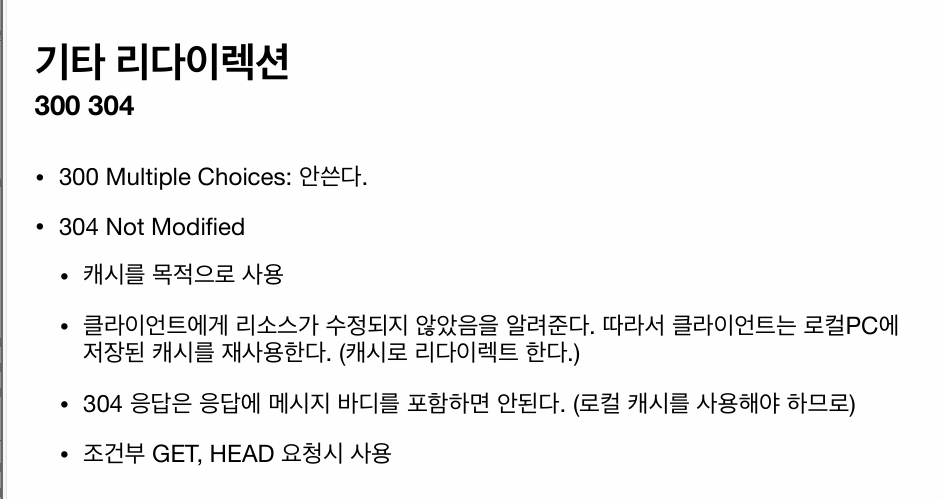 기타 리다이렉션
300 304
• 300 Multiple Choices: 안쓴다.
• 304 Not Modified
• 캐시를 목적으로 사용
• 클라이언트에게 리소스가 수정되지 않았음을 알려준다. 따라서 클라이언트는 로컬PC에
저장된 캐시를 재사용한다. (캐시로 리다이렉트 한다.)
• 304 응답은 응답에 메시지 바디를 포함하면 안된다. (로컬 캐시를 사용해야 하므로)
• 조건부 GET, HEAD 요청시 사용